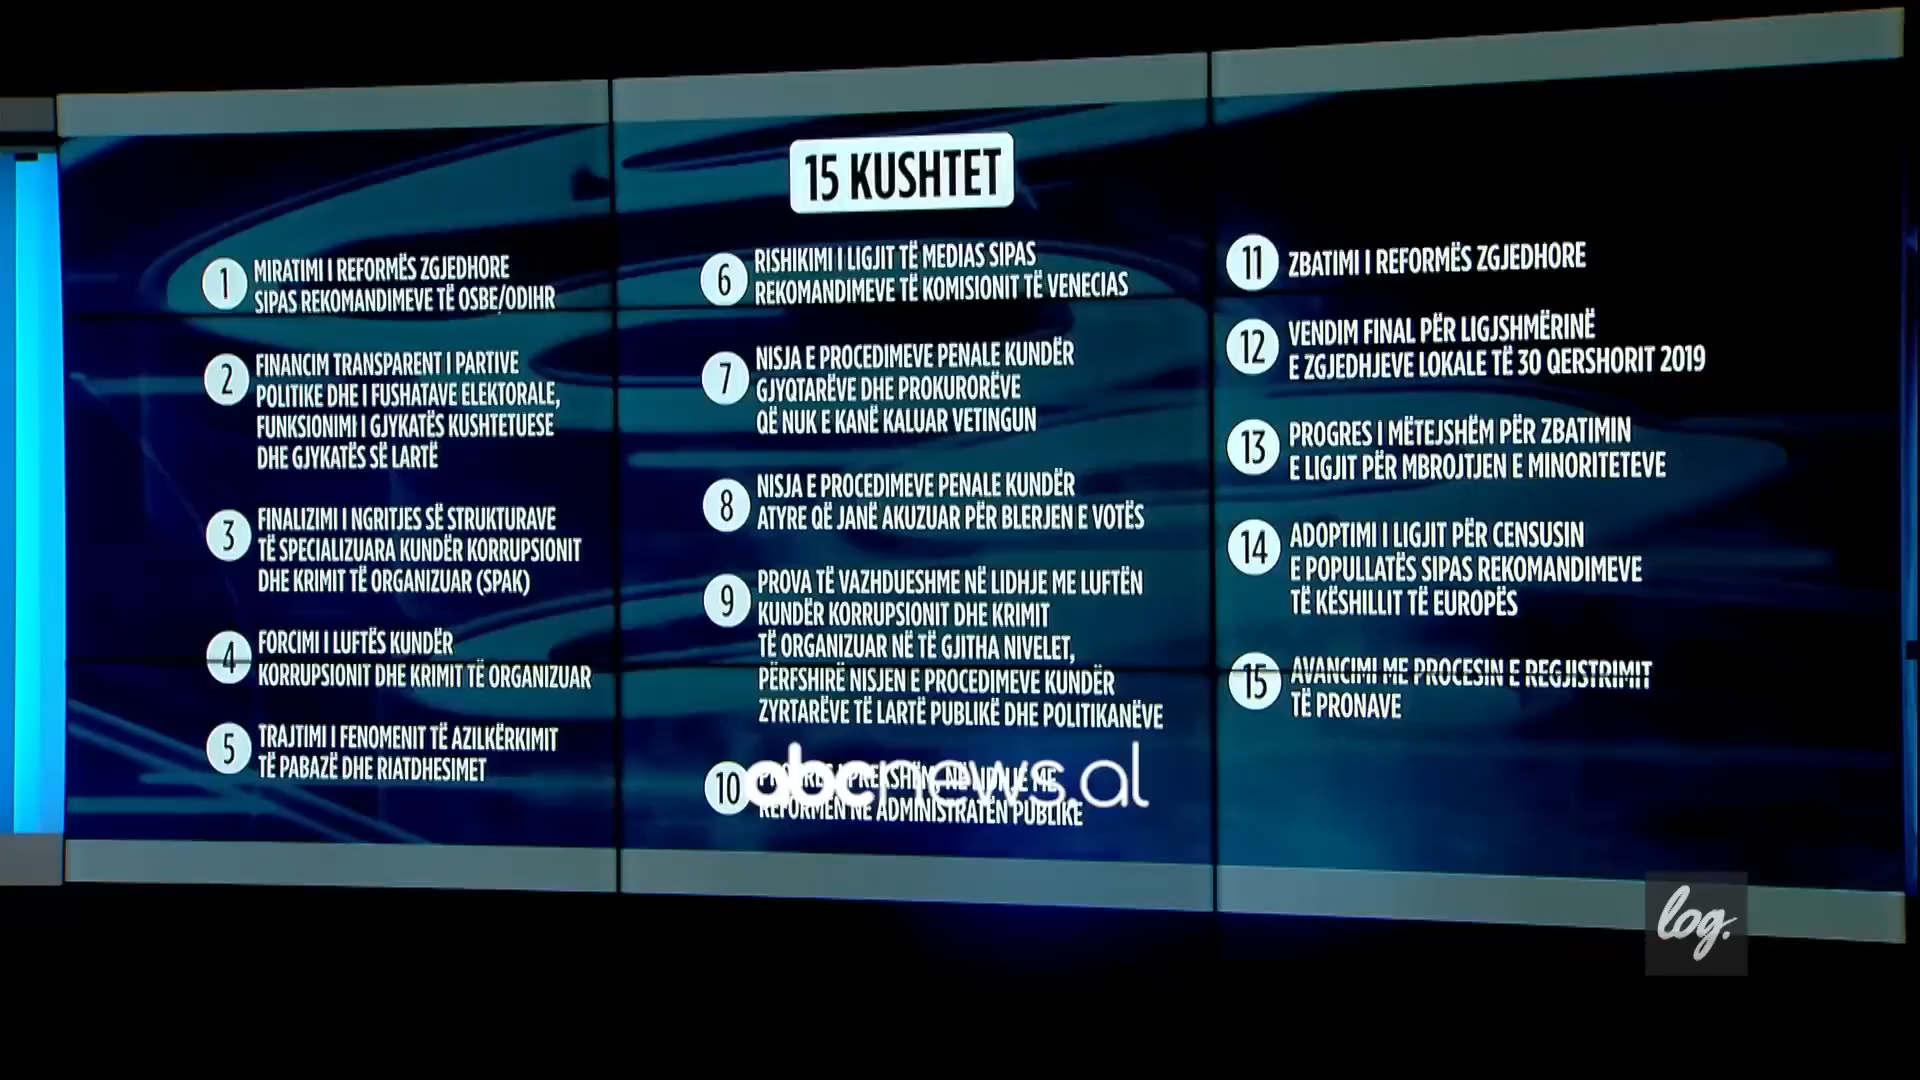 15 KUSHTET
1 MIRATIMI I REFORMËS ZGJEDHORE
SIPAS REKOMANDIMEVE TË OSBE/ODIHR
2 FINANCIM TRANSPARENT I PARTIVE
POLITIKE DHE I FUSHATAVE ELEKTORALE,
FUNKSIONIMI I GJYKATËS KUSHTETUESE
DHE GJYKATËS SË LARTË
3 FINALIZIMI I NGRITJES SË STRUKTURAVE
TË SPECIALIZUARA KUNDËR KORRUPSIONIT
DHE KRIMIT TË ORGANIZUAR (SPAK)
4 FORCIMI I LUFTËS KUNDËR
KORRUPSIONIT DHE KRIMIT TË ORGANIZUAR
5 TRAJTIMI I FENOMENIT TË AZILKËRKIMIT
TË PABAZË DHE RIATDHESIMET
6 RISHIKIMI I LIGJIT TË MEDIAS SIPAS
REKOMANDIMEVE TË KOMISIONIT TË VENECIAS
7 NISJA E PROCEDIMEVE PENALE KUNDËR
GJYQTARËVE DHE PROKURORËVE
QË NUK E KANË KALUAR VETINGUN
8 NISJA E PROCEDIMEVE PENALE KUNDËR
ATYRE QË JANË AKUZUAR PËR BLERJEN E VOTËS
9 PROVA TË VAZHDUESHME NË LIDHJE ME LUFTËN
KUNDËR KORRUPSIONIT DHE KRIMIT
TË ORGANIZUAR NË TË GJITHA NIVELET,
PËRFSHIRË NISJEN E PROCEDIMEVE KUNDËR
ZYRTARËVE TË LARTË PUBLIKË DHE POLITIKANËVE
10 PROGRES I PREKSHËM, NË LIDHJE ME
REFORMËN NË ADMINISTRATËN PUBLIKE
abcnews.al
11 ZBATIMI I REFORMËS ZGJEDHORE
12 VENDIM FINAL PËR LIGJSHMËRINË
E ZGJEDHJEVE LOKALE TË 30 QERSHORIT 2019
13 PROGRES I MËTEJSHËM PËR ZBATIMIN
E LIGJIT PËR MBROJTJEN E MINORITETEVE
14 ADOPTIMI I LIGJIT PËR CENSUSIN
E POPULLATËS SIPAS REKOMANDIMEVE
TË KËSHILLIT TË EUROPËS
15 AVANCIMI ME PROCESIN E REGJISTRIMIT
TË PRONAVE
log.